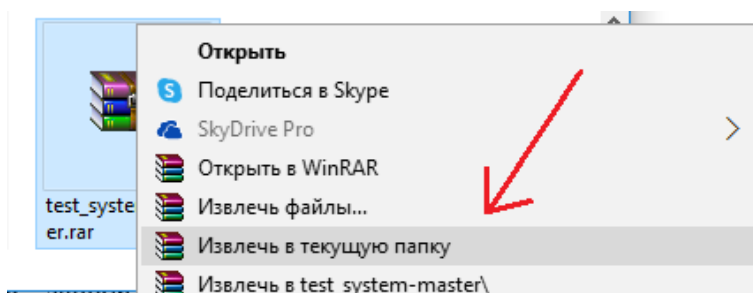 Открыть
Поделиться в Skype
SkyDrive Pro
Открыть в WinRAR
Извлечь файлы...
test_syste
er.rar
Извлечь в текущую папку
Извлечь в test_system-master\